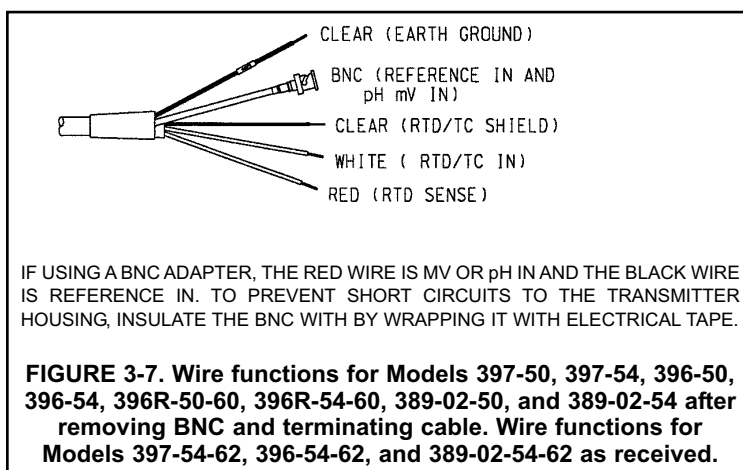 CLEAR (EARTH GROUND)
BNC (REFERENCE IN AND
pH mV IN)
CLEAR (RTD/TC SHIELD)
WHITE ( RTD/TC IN)
RED (RTD SENSE)
IF USING A BNC ADAPTER, THE RED WIRE IS MV OR pH IN AND THE BLACK WIRE
IS REFERENCE IN. TO PREVENT SHORT CIRCUITS TO THE TRANSMITTER
HOUSING, INSULATE THE BNC WITH BY WRAPPING IT WITH ELECTRICAL TAPE.
FIGURE 3-7. Wire functions for Models 397-50, 397-54, 396-50,
396-54, 396R-50-60, 396R-54-60, 389-02-50, and 389-02-54 after
removing BNC and terminating cable. Wire functions for
Models 397-54-62, 396-54-62, and 389-02-54-62 as received.